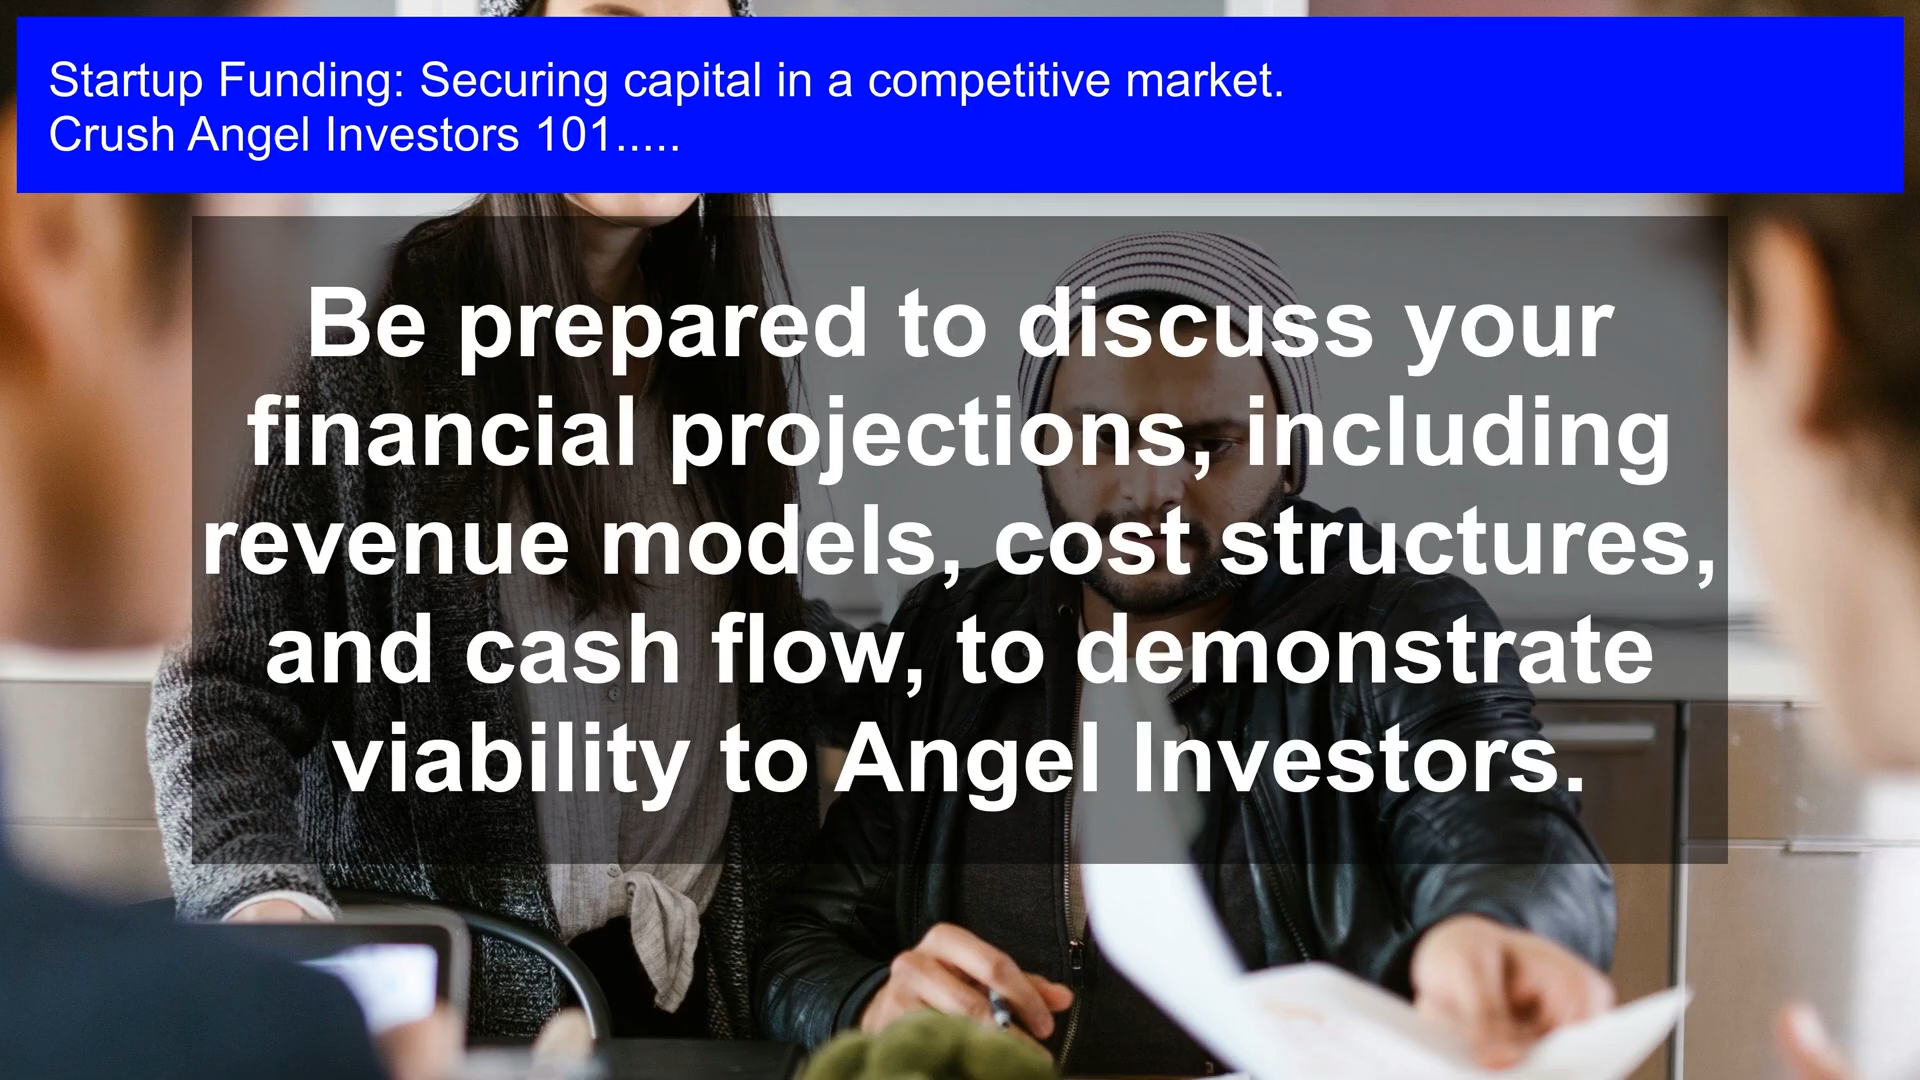 Startup Funding: Securing capital in a competitive market.
Crush Angel Investors 101.....
Be prepared to discuss your
financial projections, including
revenue models, cost structures,
and cash flow, to demonstrate
viability to Angel Investors.